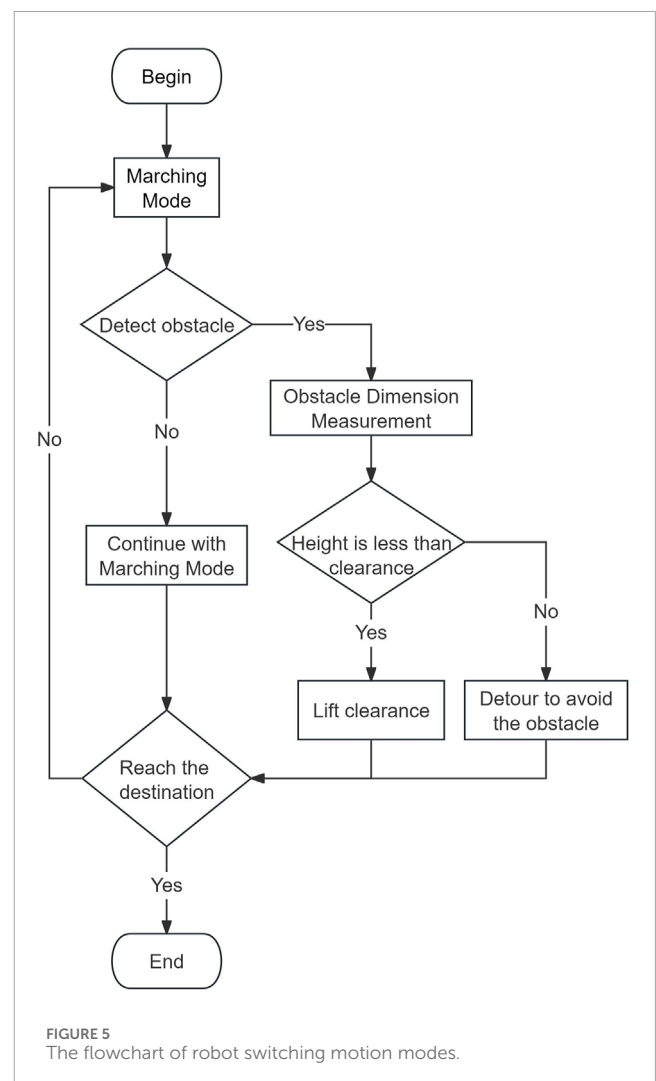 Begin
Marching
Mode
Detect obstacle
Yes
Obstacle Dimension
Measurement
No
No
Continue with
Marching Mode
Height is less than
clearance
No
Yes
Lift clearance
Detour to avoid
the obstacle
Reach the
destination
Yes
End
FIGURE 5
The flowchart of robot switching motion modes.